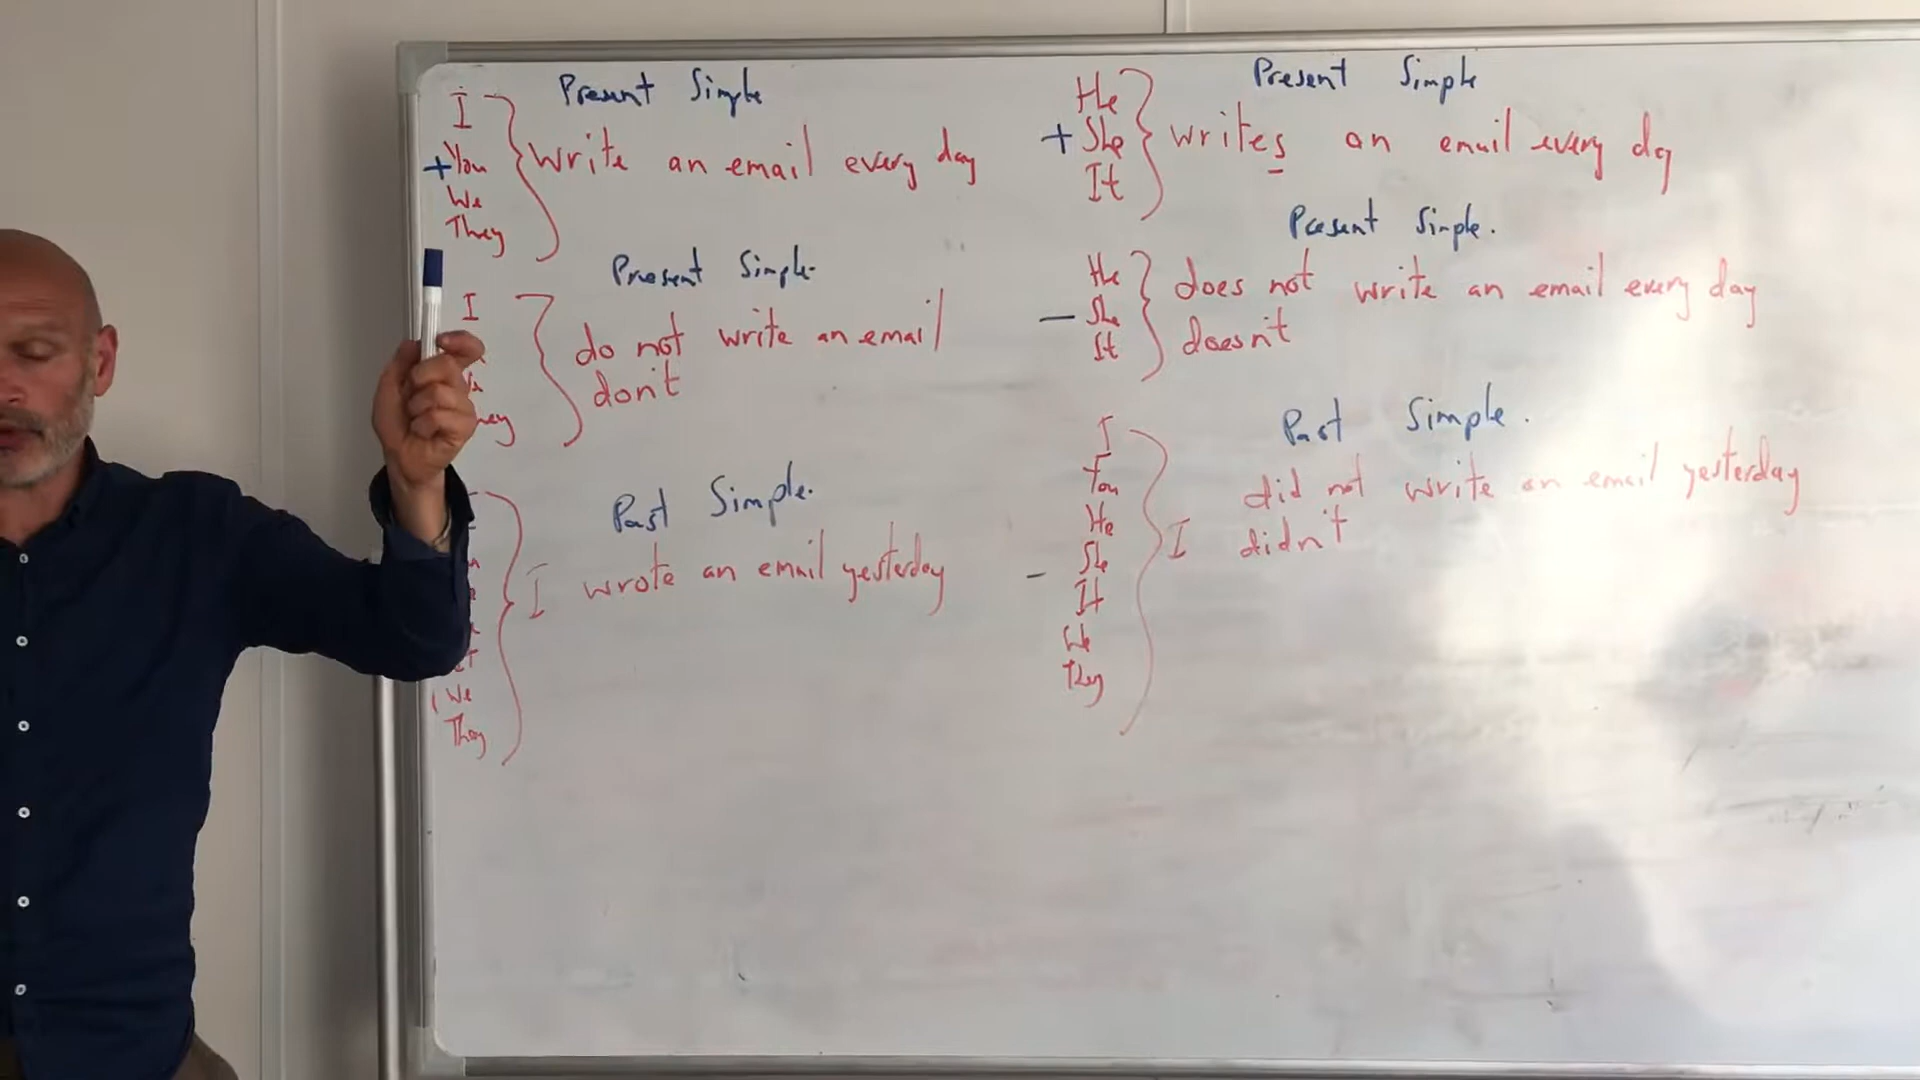 Present Simple
I
+ You
We
They
write an email every day
Present Simple.
I
do not write an email
don't
Past Simple.
I wrote an email yesterday
We
They
Present Simple
He
+ She
It
writes an email every day
Present Simple.
He
- She
It
does not write an email every day
doesn't
Past Simple.
I
You
He
She
- It
We
They
did not write an email yesterday
I didn't